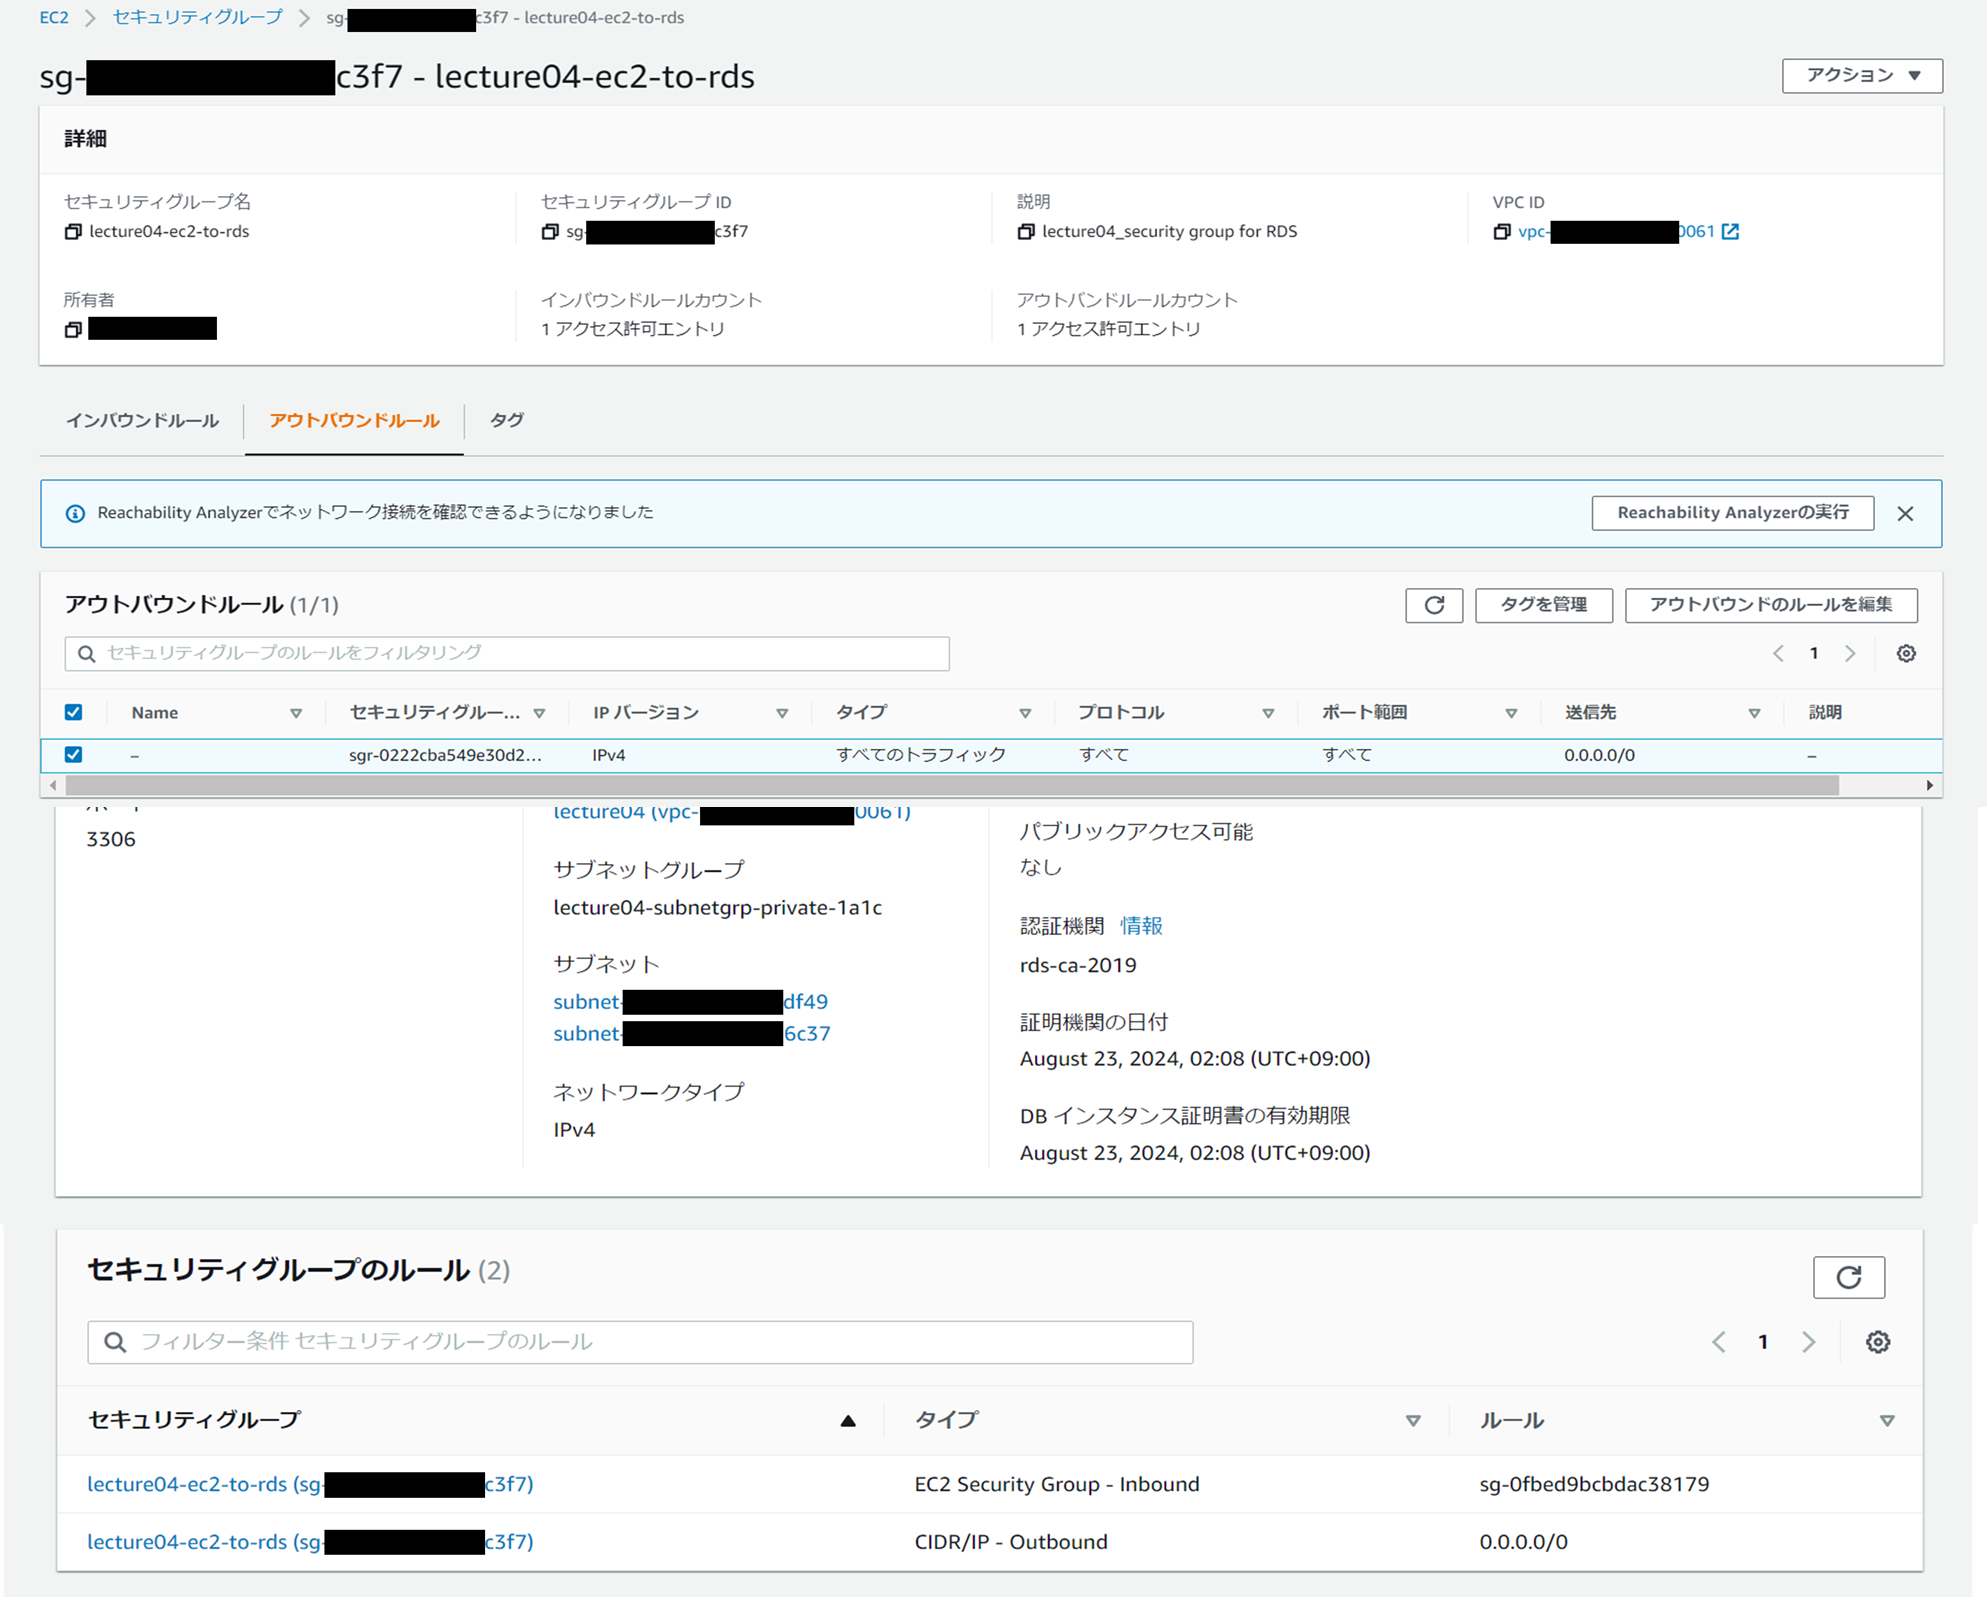 EC2 > セキュリティグループ > sg-c3f7 - lecture04-ec2-to-rds
sg-c3f7 - lecture04-ec2-to-rds
アクション ▼
詳細
セキュリティグループ名
lecture04-ec2-to-rds
セキュリティグループ ID
sg-c3f7
説明
lecture04_security group for RDS
VPC ID
vpc-0061
所有者
インバウンドルールカウント
1 アクセス許可エントリ
アウトバンドルールカウント
1 アクセス許可エントリ
インバウンドルール
アウトバウンドルール
タグ
Reachability Analyzerでネットワーク接続を確認できるようになりました
Reachability Analyzerの実行
アウトバウンドルール (1/1)
タグを管理
アウトバウンドのルールを編集
セキュリティグループのルールをフィルタリング
1
Name セキュリティグルー... IP バージョン タイプ プロトコル ポート範囲 送信先 説明
– sgr-0222cba549e30d2... IPv4 すべてのトラフィック すべて すべて 0.0.0.0/0 –
3306
lecture04 (vpc-0061)
サブネットグループ
lecture04-subnetgrp-private-1a1c
サブネット
subnet-df49
subnet-6c37
ネットワークタイプ
IPv4
パブリックアクセス可能
なし
認証機関 情報
rds-ca-2019
証明機関の日付
August 23, 2024, 02:08 (UTC+09:00)
DB インスタンス証明書の有効期限
August 23, 2024, 02:08 (UTC+09:00)
セキュリティグループのルール (2)
フィルター条件 セキュリティグループのルール
1
セキュリティグループ タイプ ルール
lecture04-ec2-to-rds (sg-c3f7) EC2 Security Group - Inbound sg-0fbed9bcbdac38179
lecture04-ec2-to-rds (sg-c3f7) CIDR/IP - Outbound 0.0.0.0/0